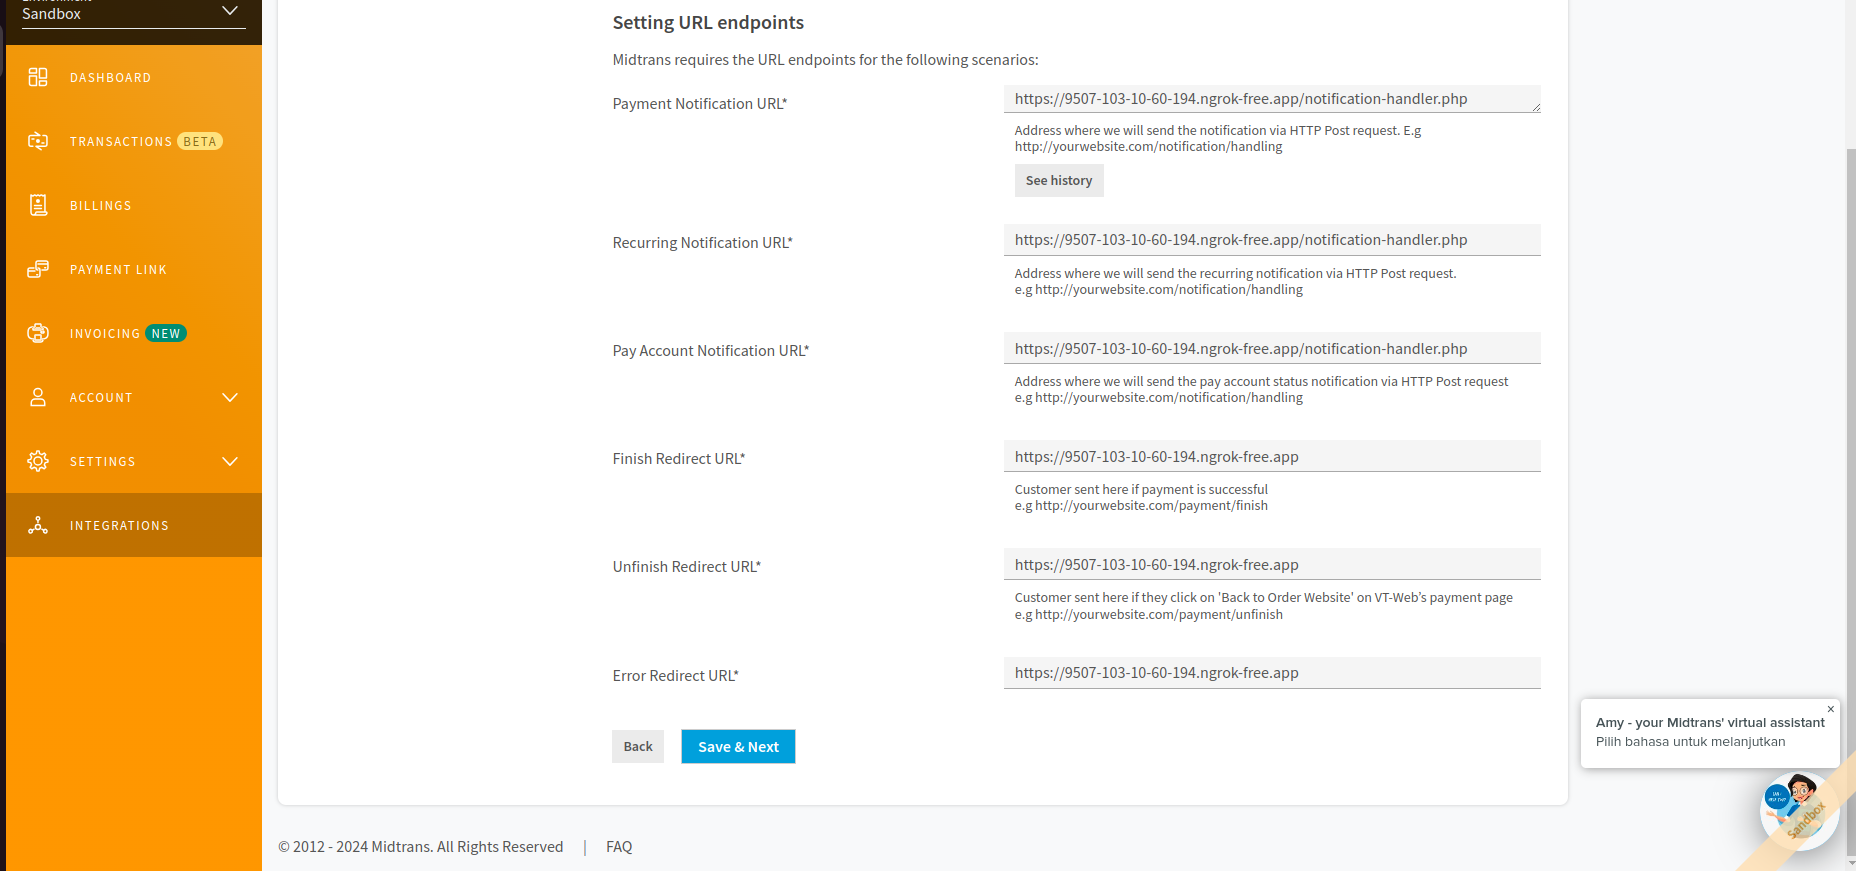 Sandbox
DASHBOARD
TRANSACTIONS BETA
BILLINGS
PAYMENT LINK
INVOICING NEW
ACCOUNT
SETTINGS
INTEGRATIONS
Setting URL endpoints
Midtrans requires the URL endpoints for the following scenarios:
Payment Notification URL*
https://9507-103-10-60-194.ngrok-free.app/notification-handler.php
Address where we will send the notification via HTTP Post request. E.g
http://yourwebsite.com/notification/handling
See history
Recurring Notification URL*
https://9507-103-10-60-194.ngrok-free.app/notification-handler.php
Address where we will send the recurring notification via HTTP Post request.
e.g http://yourwebsite.com/notification/handling
Pay Account Notification URL*
https://9507-103-10-60-194.ngrok-free.app/notification-handler.php
Address where we will send the pay account status notification via HTTP Post request
e.g http://yourwebsite.com/notification/handling
Finish Redirect URL*
https://9507-103-10-60-194.ngrok-free.app
Customer sent here if payment is successful
e.g http://yourwebsite.com/payment/finish
Unfinish Redirect URL*
https://9507-103-10-60-194.ngrok-free.app
Customer sent here if they click on 'Back to Order Website' on VT-Web’s payment page
e.g http://yourwebsite.com/payment/unfinish
Error Redirect URL*
https://9507-103-10-60-194.ngrok-free.app
Back
Save & Next
Amy - your Midtrans' virtual assistant
Pilih bahasa untuk melanjutkan
Sandbox
© 2012 - 2024 Midtrans. All Rights Reserved | FAQ